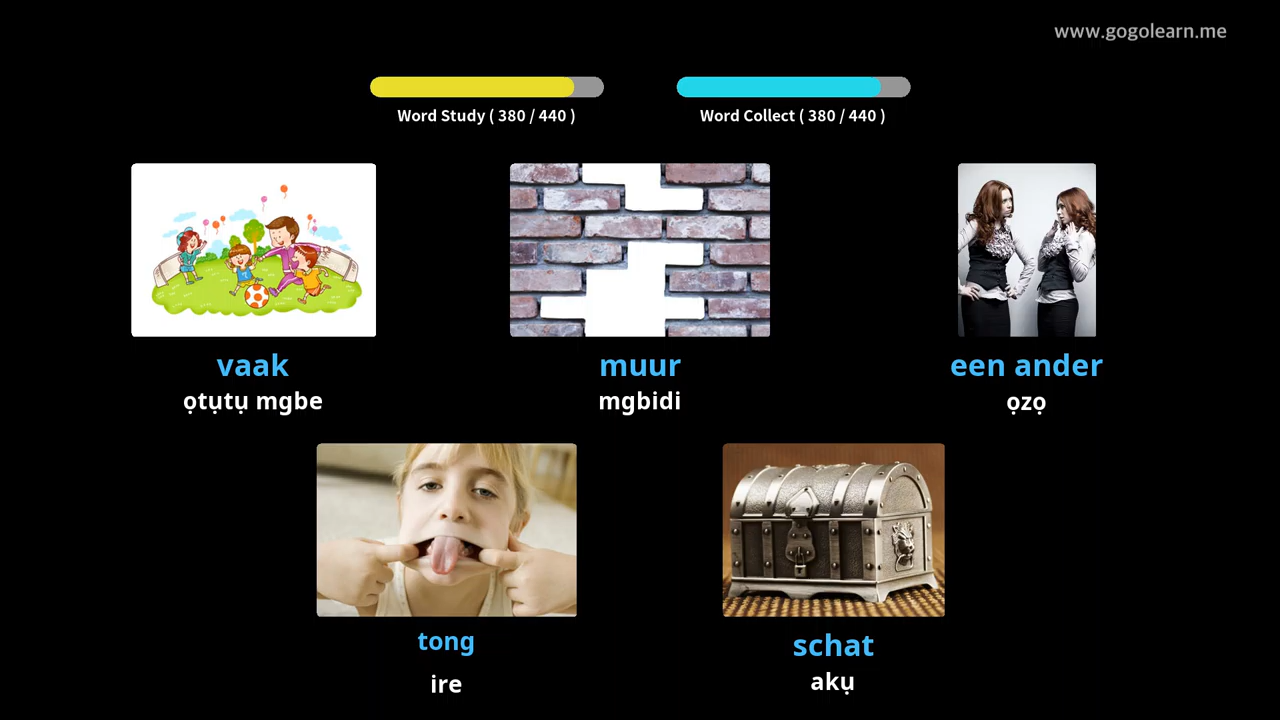 www.gogolearn.me
Word Study ( 380 / 440 )
Word Collect ( 380 / 440 )
vaak
ọtụtụ mgbe
muur
mgbidi
een ander
ọzọ
tong
ire
schat
akụ